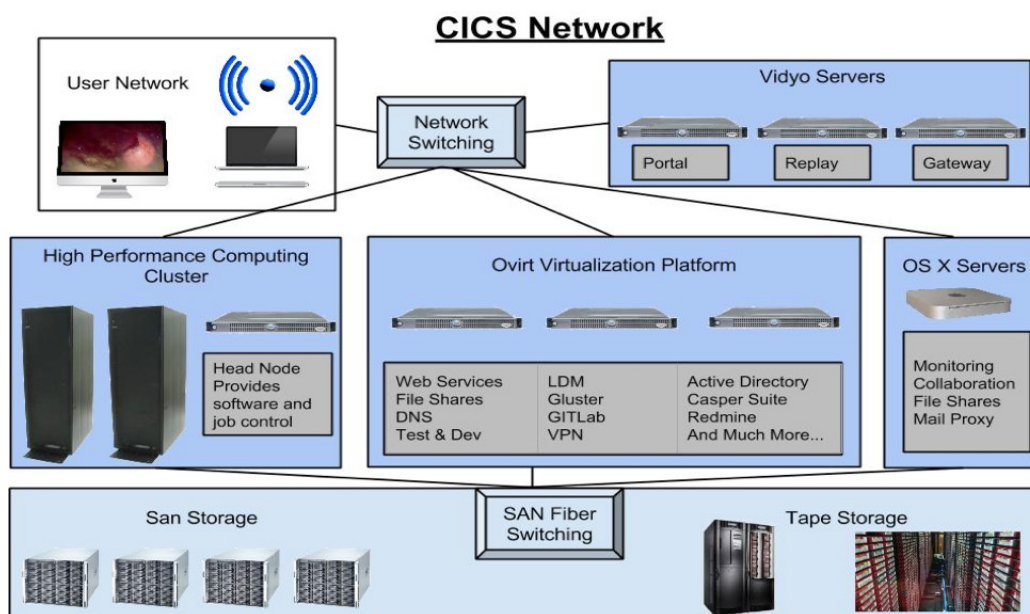 CICS Network
User Network
Network
Switching
Vidyo Servers
Portal
Replay
Gateway
High Performance Computing
Cluster
Head Node
Provides
software and
job control
Ovirt Virtualization Platform
Web Services
File Shares
DNS
Test & Dev
LDM
Gluster
GITLab
VPN
Active Directory
Casper Suite
Redmine
And Much More...
OS X Servers
Monitoring
Collaboration
File Shares
Mail Proxy
San Storage
SAN Fiber
Switching
Tape Storage